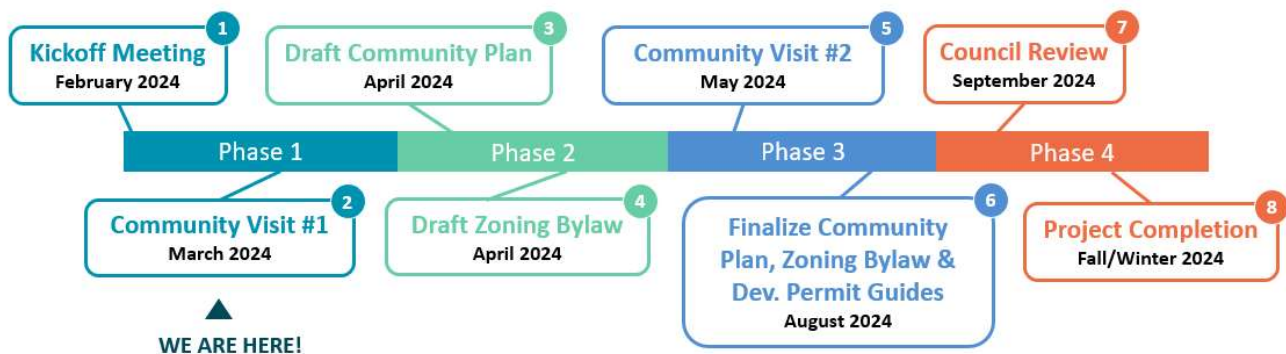 1
Kickoff Meeting
February 2024
3
Draft Community Plan
April 2024
5
Community Visit #2
May 2024
7
Council Review
September 2024
Phase 1
Phase 2
Phase 3
Phase 4
2
Community Visit #1
March 2024
4
Draft Zoning Bylaw
April 2024
6
Finalize Community
Plan, Zoning Bylaw &
Dev. Permit Guides
August 2024
8
Project Completion
Fall/Winter 2024
WE ARE HERE!